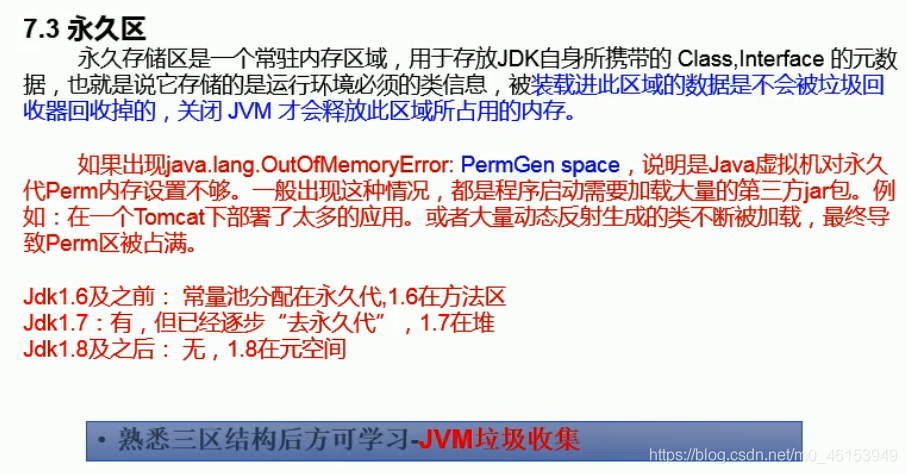 7.3 永久区
永久存储区是一个常驻内存区域，用于存放JDK自身所携带的 Class,Interface 的元数
据，也就是说它存储的是运行环境必须的类信息，被装载进此区域的数据是不会被垃圾回
收器回收掉的，关闭 JVM 才会释放此区域所占用的内存。
如果出现java.lang.OutOfMemoryError: PermGen space，说明是Java虚拟机对永久
代Perm内存设置不够。一般出现这种情况，都是程序启动需要加载大量的第三方jar包。例
如：在一个Tomcat下部署了太多的应用。或者大量动态反射生成的类不断被加载，最终导
致Perm区被占满。
Jdk1.6及之前： 常量池分配在永久代,1.6在方法区
Jdk1.7：有，但已经逐步“去永久代”，1.7在堆
Jdk1.8及之后： 无，1.8在元空间
• 熟悉三区结构后方可学习-JVM垃圾收集
https://blog.csdn.net/m0_46153949